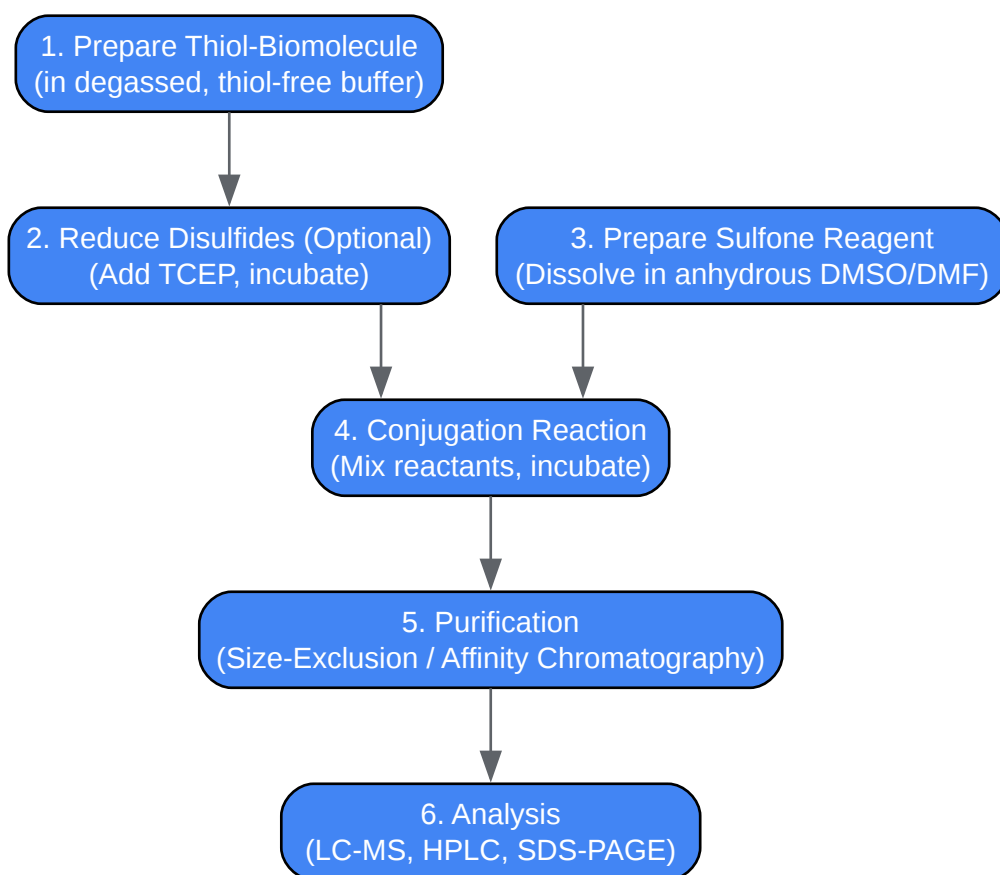 1. Prepare Thiol-Biomolecule
(in degassed, thiol-free buffer)
2. Reduce Disulfides (Optional)
(Add TCEP, incubate)
3. Prepare Sulfone Reagent
(Dissolve in anhydrous DMSO/DMF)
4. Conjugation Reaction
(Mix reactants, incubate)
5. Purification
(Size-Exclusion / Affinity Chromatography)
6. Analysis
(LC-MS, HPLC, SDS-PAGE)